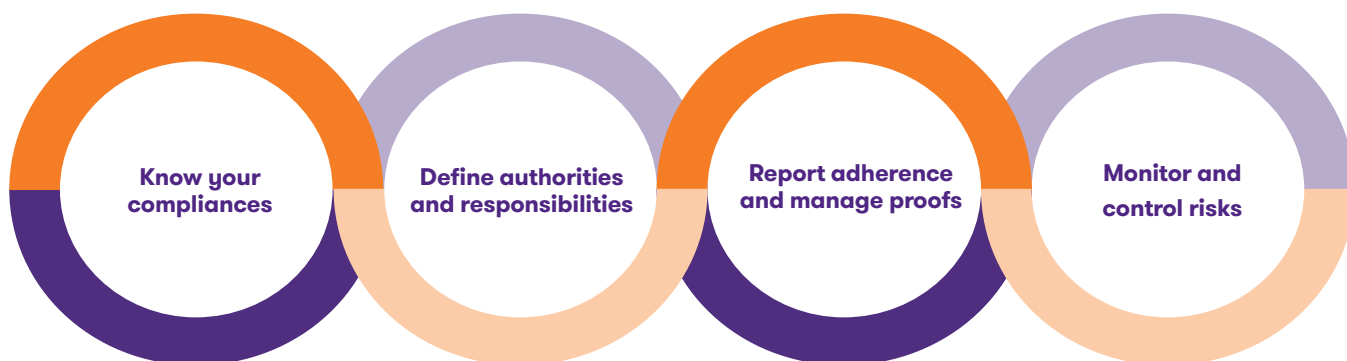 Know your
compliances
Define authorities
and responsibilities
Report adherence
and manage proofs
Monitor and
control risks